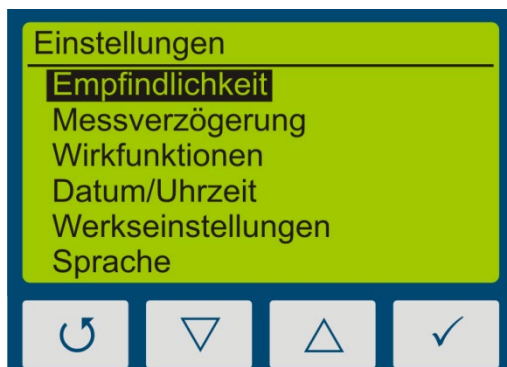 Einstellungen
Empfindlichkeit
Messverzögerung
Wirkfunktionen
Datum/Uhrzeit
Werkseinstellungen
Sprache